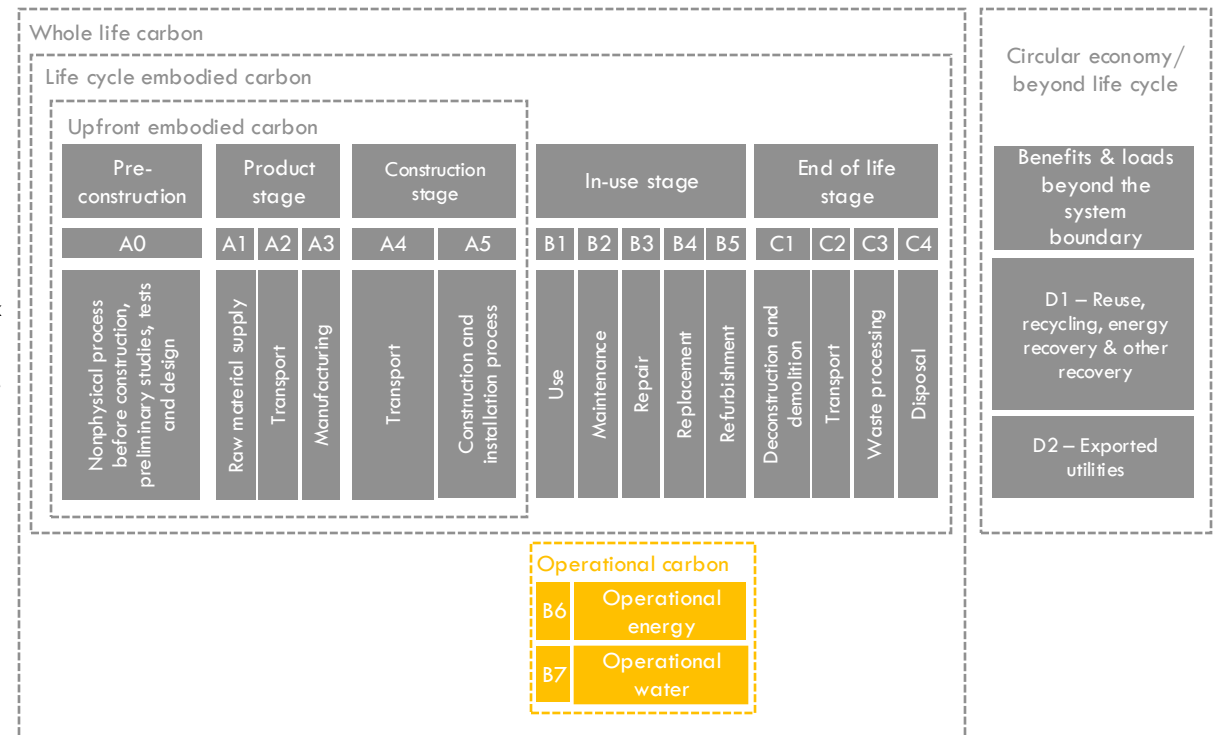 Whole life carbon
Life cycle embodied carbon
Upfront embodied carbon
Pre-
construction
Product
stage
Construction
stage
In-use stage
End of life
stage
A0
A1
A2
A3
A4
A5
B1
B2
B3
B4
B5
C1
C2
C3
C4
Nonphysical process
before construction,
preliminary studies, tests
and design
Raw material supply
Transport
Manufacturing
Transport
Construction and
installation process
Use
Maintenance
Repair
Replacement
Refurbishment
Deconstruction and
demolition
Transport
Waste processing
Disposal
Operational carbon
B6
Operational
energy
B7
Operational
water
Circular economy/
beyond life cycle
Benefits & loads
beyond the
system
boundary
D1 – Reuse,
recycling, energy
recovery & other
recovery
D2 – Exported
utilities